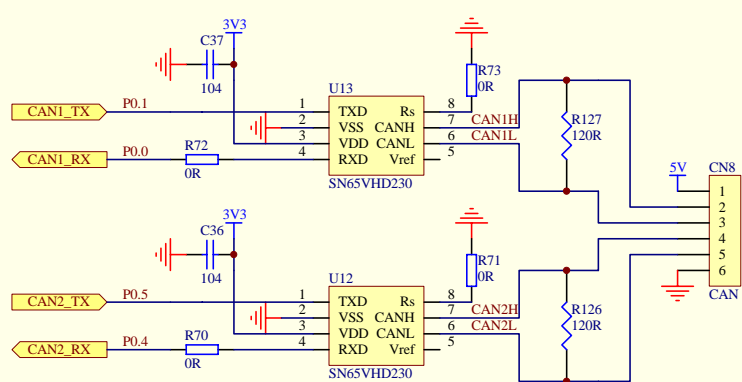 3V3
C37
104
CAN1_TX P0.1
CAN1_RX P0.0
R72
0R
U13
1 TXD Rs 8
2 VSS CANH 7
3 VDD CANL 6
4 RXD Vref 5
SN65VHD230
R73
0R
CAN1H
CAN1L
R127
120R
3V3
C36
104
CAN2_TX P0.5
CAN2_RX P0.4
R70
0R
U12
1 TXD Rs 8
2 VSS CANH 7
3 VDD CANL 6
4 RXD Vref 5
SN65VHD230
R71
0R
CAN2H
CAN2L
R126
120R
5V
CN8
1
2
3
4
5
6
CAN